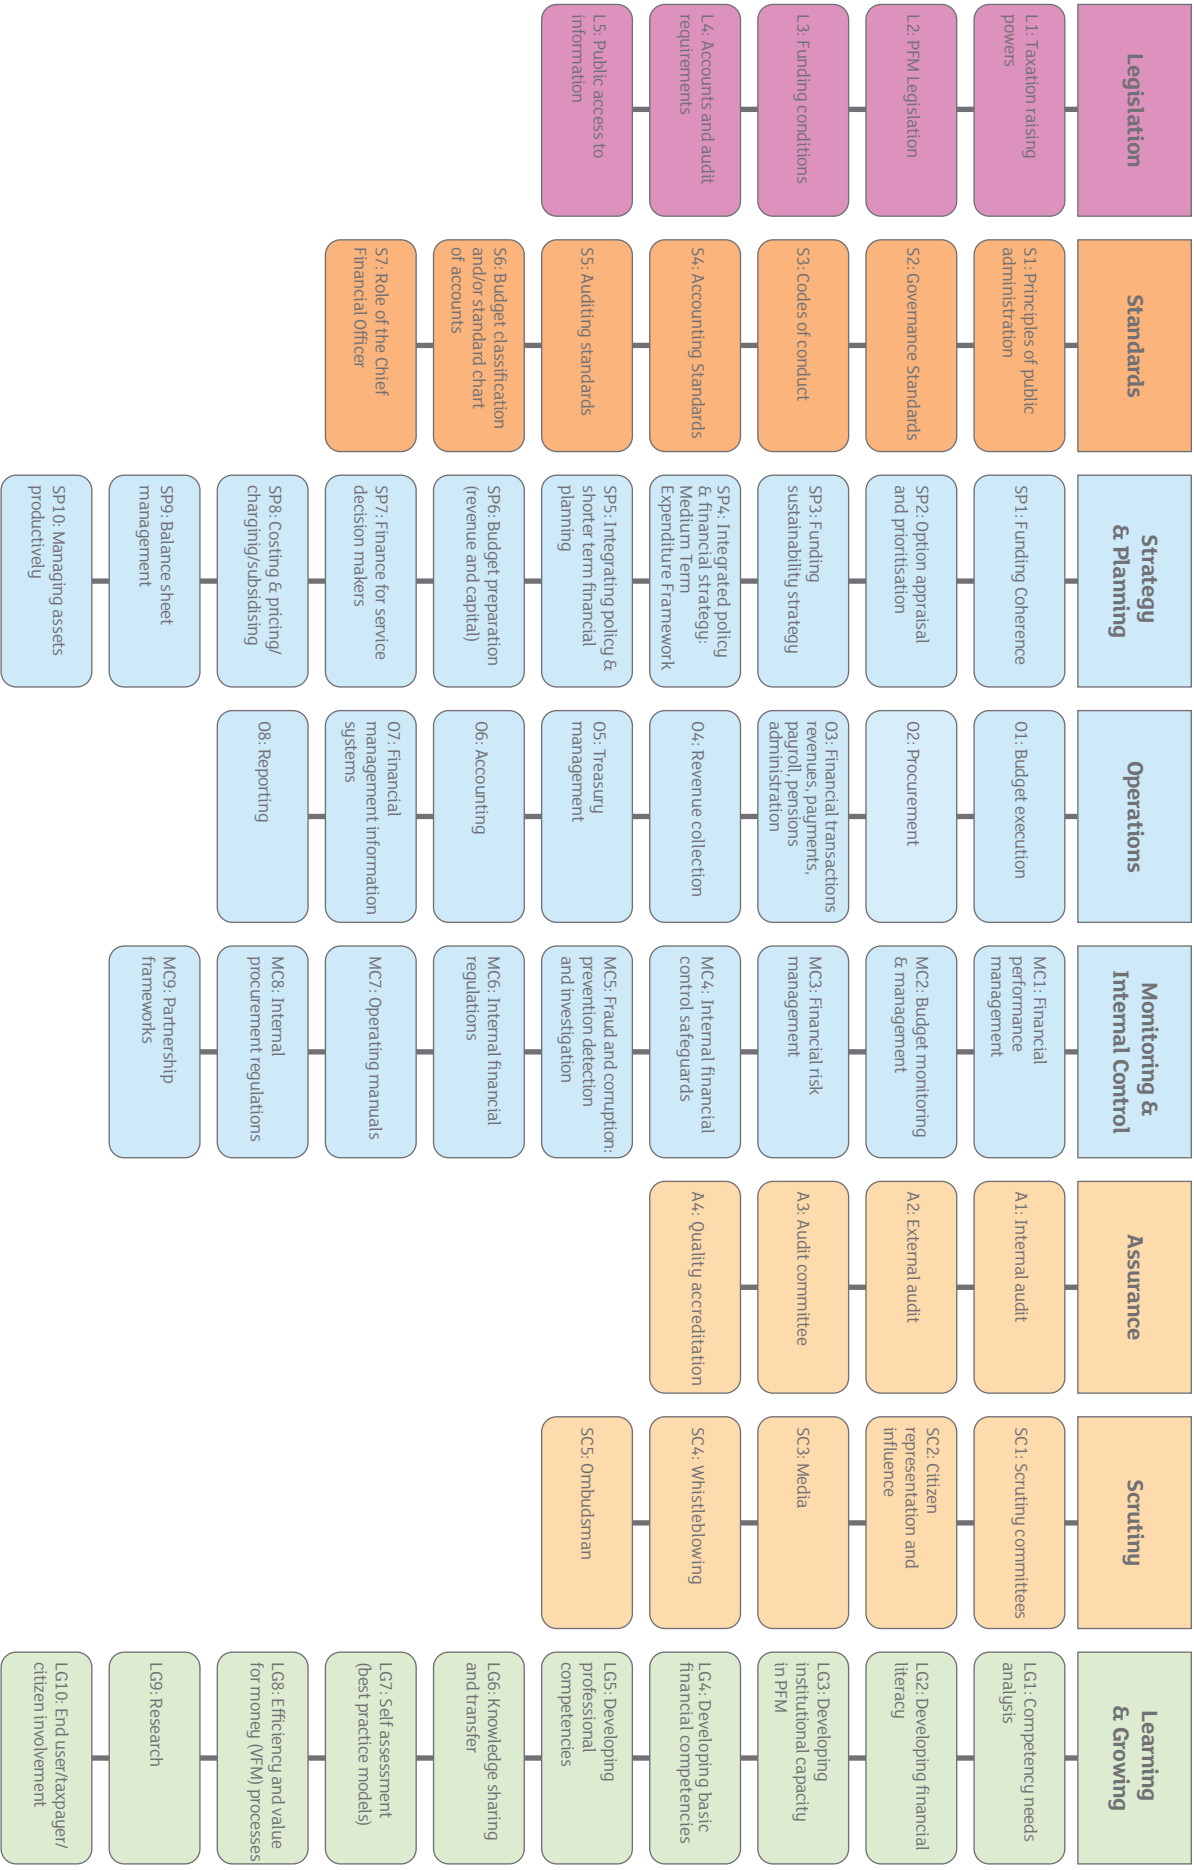 Legislation
L1: Taxation raising
powers
L2: PFM Legislation
L3: Funding conditions
L4: Accounts and audit
requirements
L5: Public access to
information
Standards
S1: Principles of public
administration
S2: Governance Standards
S3: Codes of conduct
S4: Accounting Standards
S5: Auditing standards
S6: Budget classification
and/or standard chart
of accounts
S7: Role of the Chief
Financial Officer
Strategy
& Planning
SP1: Funding Coherence
SP2: Option appraisal
and prioritisation
SP3: Funding
sustainability strategy
SP4: Integrated policy
& financial strategy:
Medium Term
Expenditure Framework
SP5: Integrating policy &
shorter term financial
planning
SP6: Budget preparation
(revenue and capital)
SP7: Finance for service
decision makers
SP8: Costing & pricing/
charginig/subsidising
SP9: Balance sheet
management
SP10: Managing assets
productively
Operations
O1: Budget execution
O2: Procurement
O3: Financial transactions
revenues, payments,
payroll, pensions
administration
O4: Revenue collection
O5: Treasury
management
O6: Accounting
O7: Financial
management information
systems
O8: Reporting
Monitoring &
Internal Control
MC1: Financial
performance
management
MC2: Budget monitoring
& management
MC3: Financial risk
management
MC4: Internal financial
control safeguards
MC5: Fraud and corruption:
prevention detection
and investigation
MC6: Internal financial
regulations
MC7: Operating manuals
MC8: Internal
procurement regulations
MC9: Partnership
frameworks
Assurance
A1: Internal audit
A2: External audit
A3: Audit committee
A4: Quality accreditation
Scrutiny
SC1: Scrutiny committees
SC2: Citizen
representation and
influence
SC3: Media
SC4: Whistleblowing
SC5: Ombudsman
Learning
& Growing
LG1: Competency needs
analysis
LG2: Developing financial
literacy
LG3: Developing
institutional capacity
in PFM
LG4: Developing basic
financial competencies
LG5: Developing
professional
competencies
LG6: Knowledge sharing
and transfer
LG7: Self assessment
(best practice models)
LG8: Efficiency and value
for money (VFM) processes
LG9: Research
LG10: End user/taxpayer/
citizen involvement